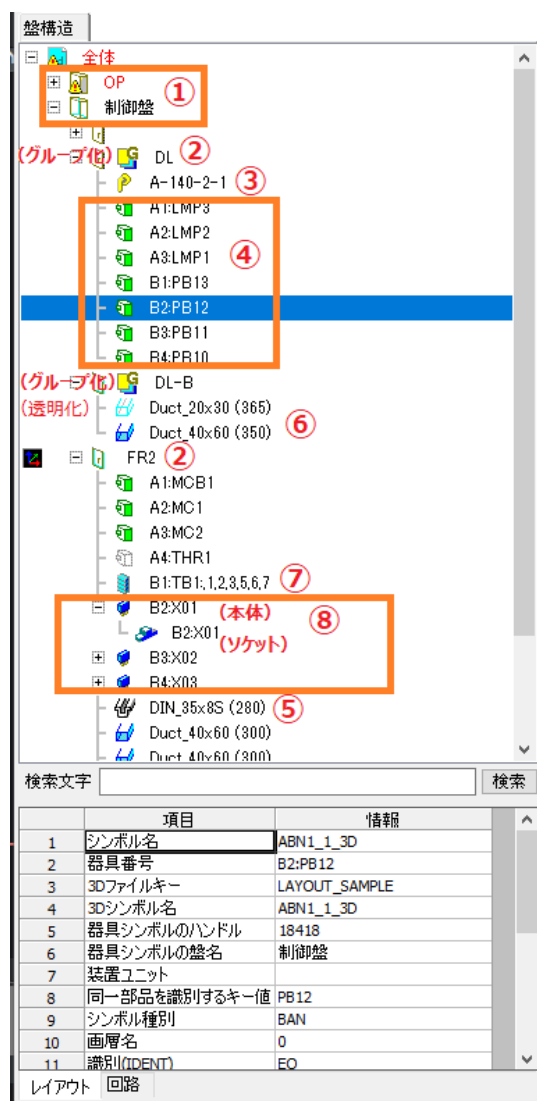 盤構造
全体
OP
①
制御盤
(グループ化) DL ②
A-140-2-1 ③
A1:LMP3
A2:LMP2
A3:LMP1 ④
B1:PB13
B2:PB12
B3:PB11
B4:PB10
(グループ化) DL-B
(透明化) Duct_20x30 (365)
Duct_40x60 (350) ⑥
FR2 ②
A1:MCB1
A2:MC1
A3:MC2
A4:THR1
B1:TB1:,1,2,3,5,6,7 ⑦
B2:X01 (本体) ⑧
B2:X01 (ソケット)
B3:X02
B4:X03
DIN_35x8S (280) ⑤
Duct_40x60 (300)
Duct_40x60 (300)
検索文字 検索
項目 情報
1 シンボル名 ABN1_1_3D
2 器具番号 B2:PB12
3 3Dファイルキー LAYOUT_SAMPLE
4 3Dシンボル名 ABN1_1_3D
5 器具シンボルのハンドル 18418
6 器具シンボルの盤名 制御盤
7 装置ユニット
8 同一部品を識別するキー値 PB12
9 シンボル種別 BAN
10 画層名 0
11 識別(IDENT) EQ
レイアウト 回路